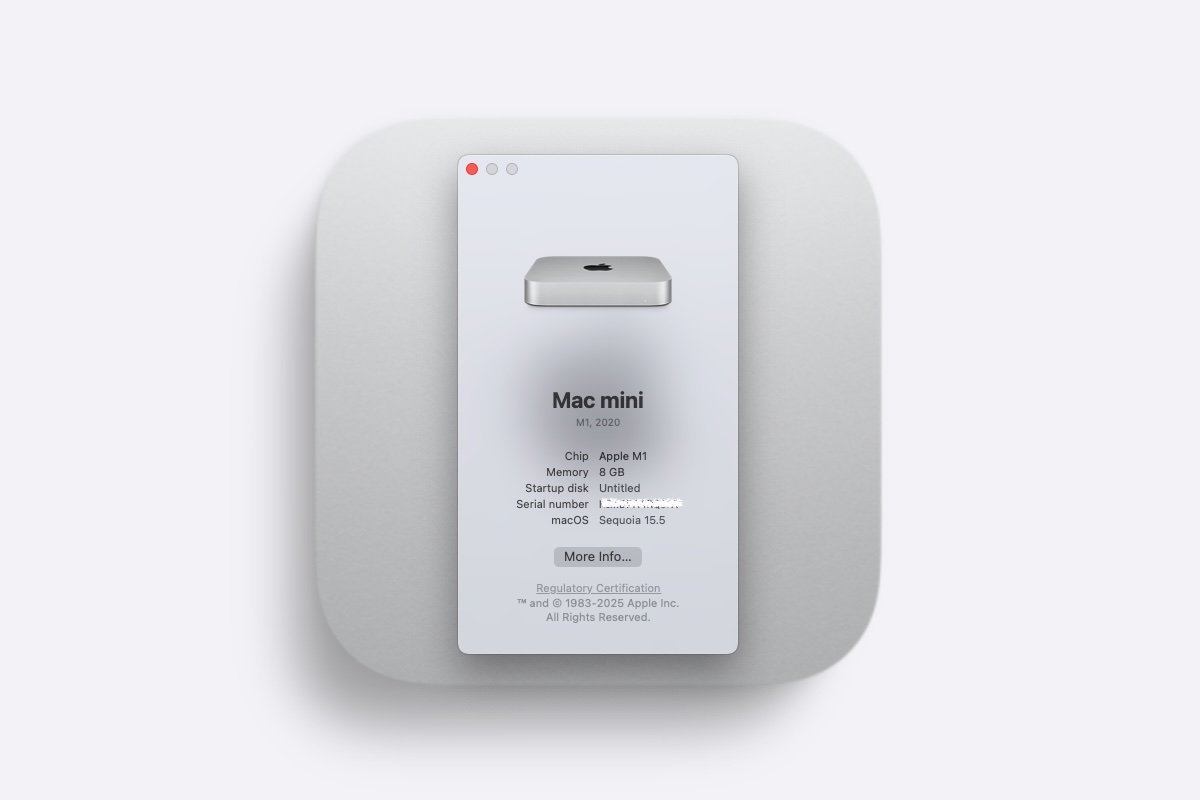 Mac mini
M1, 2020
Chip Apple M1
Memory 8 GB
Startup disk Untitled
Serial number
macOS Sequoia 15.5
More Info...
Regulatory Certification
™ and © 1983-2025 Apple Inc.
All Rights Reserved.